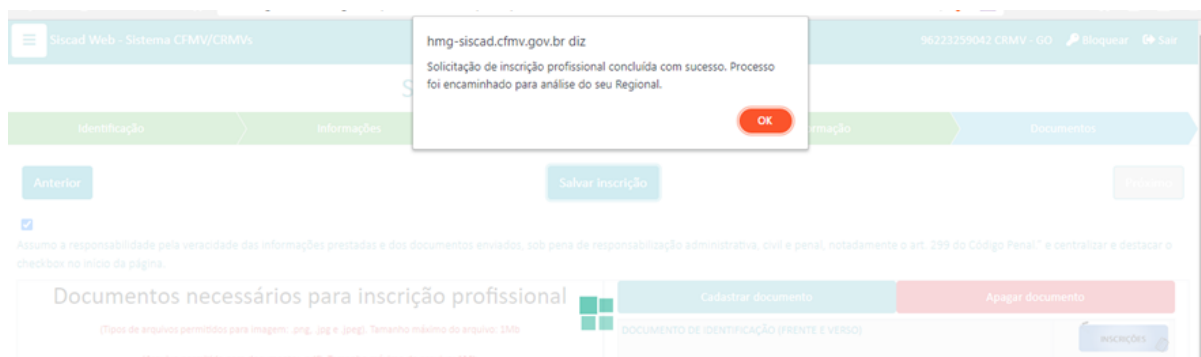 Siscad Web - Sistema CFMV/CRMVs
96223259042 CRMV - GO Bloquear Sair
hmg-siscad.cfmv.gov.br diz
Solicitação de inscrição profissional concluída com sucesso. Processo
foi encaminhado para análise do seu Regional.
OK
S
Identificação
Informações
rmação
Documentos
Anterior
Salvar inscrição
Assumo a responsabilidade pela veracidade das informações prestadas e dos documentos enviados, sob pena de responsabilização administrativa, civil e penal, notadamente o art. 299 do Código Penal." e centralizar e destacar o
checkbox no início da página.
Documentos necessários para inscrição profissional
Cadastrar documento
Apagar documento
(Tipos de arquivos permitidos para imagem: .png, .jpg e .jpeg). Tamanho máximo do arquivo: 1Mb
DOCUMENTO DE IDENTIFICAÇÃO (FRENTE E VERSO)
INSCRIÇÕES